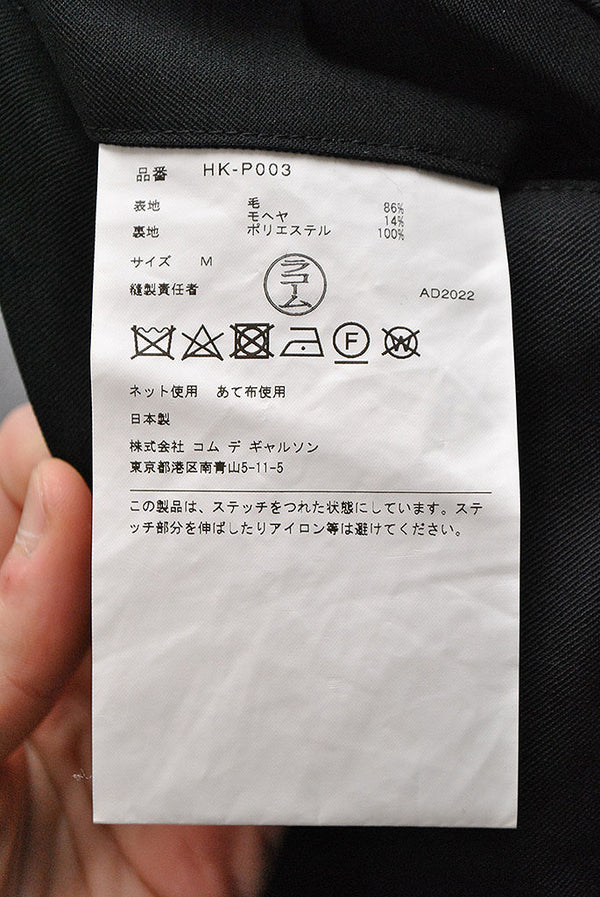 品番 HK-P003
表地 毛 86%
モヘヤ 14%
裏地 ポリエステル 100%
サイズ M
縫製責任者 ラコーム AD2022
F W
ネット使用 あて布使用
日本製
株式会社 コム デ ギャルソン
東京都港区南青山5-11-5
この製品は、ステッチをつれた状態にしています。ステ
ッチ部分を伸ばしたりアイロン等は避けてください。